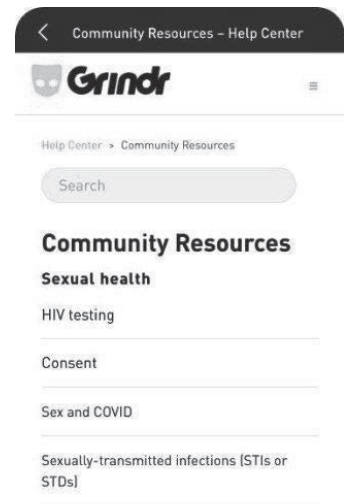 Community Resources – Help Center
Grindr
Help Center > Community Resources
Search
Community Resources
Sexual health
HIV testing
Consent
Sex and COVID
Sexually-transmitted infections (STIs or
STDs)